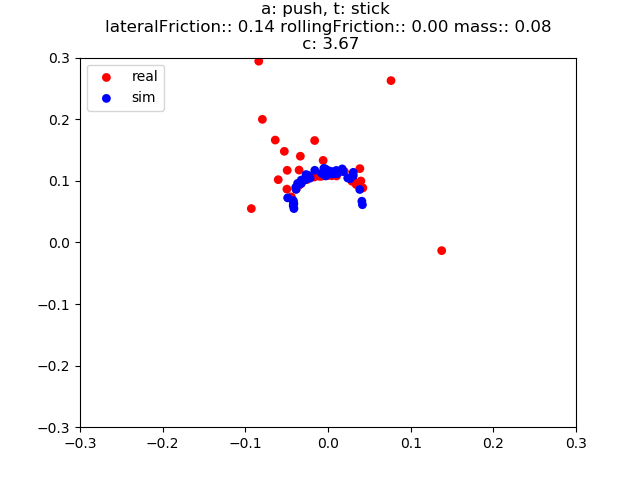 a: push, t: stick
lateralFriction:: 0.14 rollingFriction:: 0.00 mass:: 0.08
c: 3.67
real
sim
0.3
0.2
0.1
0.0
−0.1
−0.2
−0.3
−0.3
−0.2
−0.1
0.0
0.1
0.2
0.3